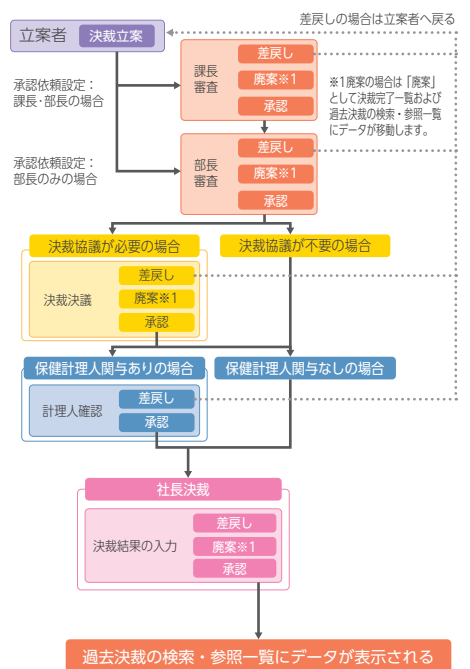 差戻しの場合は立案者へ戻る
立案者 決裁立案
承認依頼設定：
課長・部長の場合
課長
審査
差戻し
廃案※1
承認
※1廃案の場合は「廃案」
として決裁完了一覧および
過去決裁の検索・参照一覧
にデータが移動します。
承認依頼設定：
部長のみの場合
部長
審査
差戻し
廃案※1
承認
決裁協議が必要の場合
決裁協議が不要の場合
決裁決議
差戻し
廃案※1
承認
保健計理人関与ありの場合
保健計理人関与なしの場合
計理人確認
差戻し
承認
社長決裁
決裁結果の入力
差戻し
廃案※1
承認
過去決裁の検索・参照一覧にデータが表示される